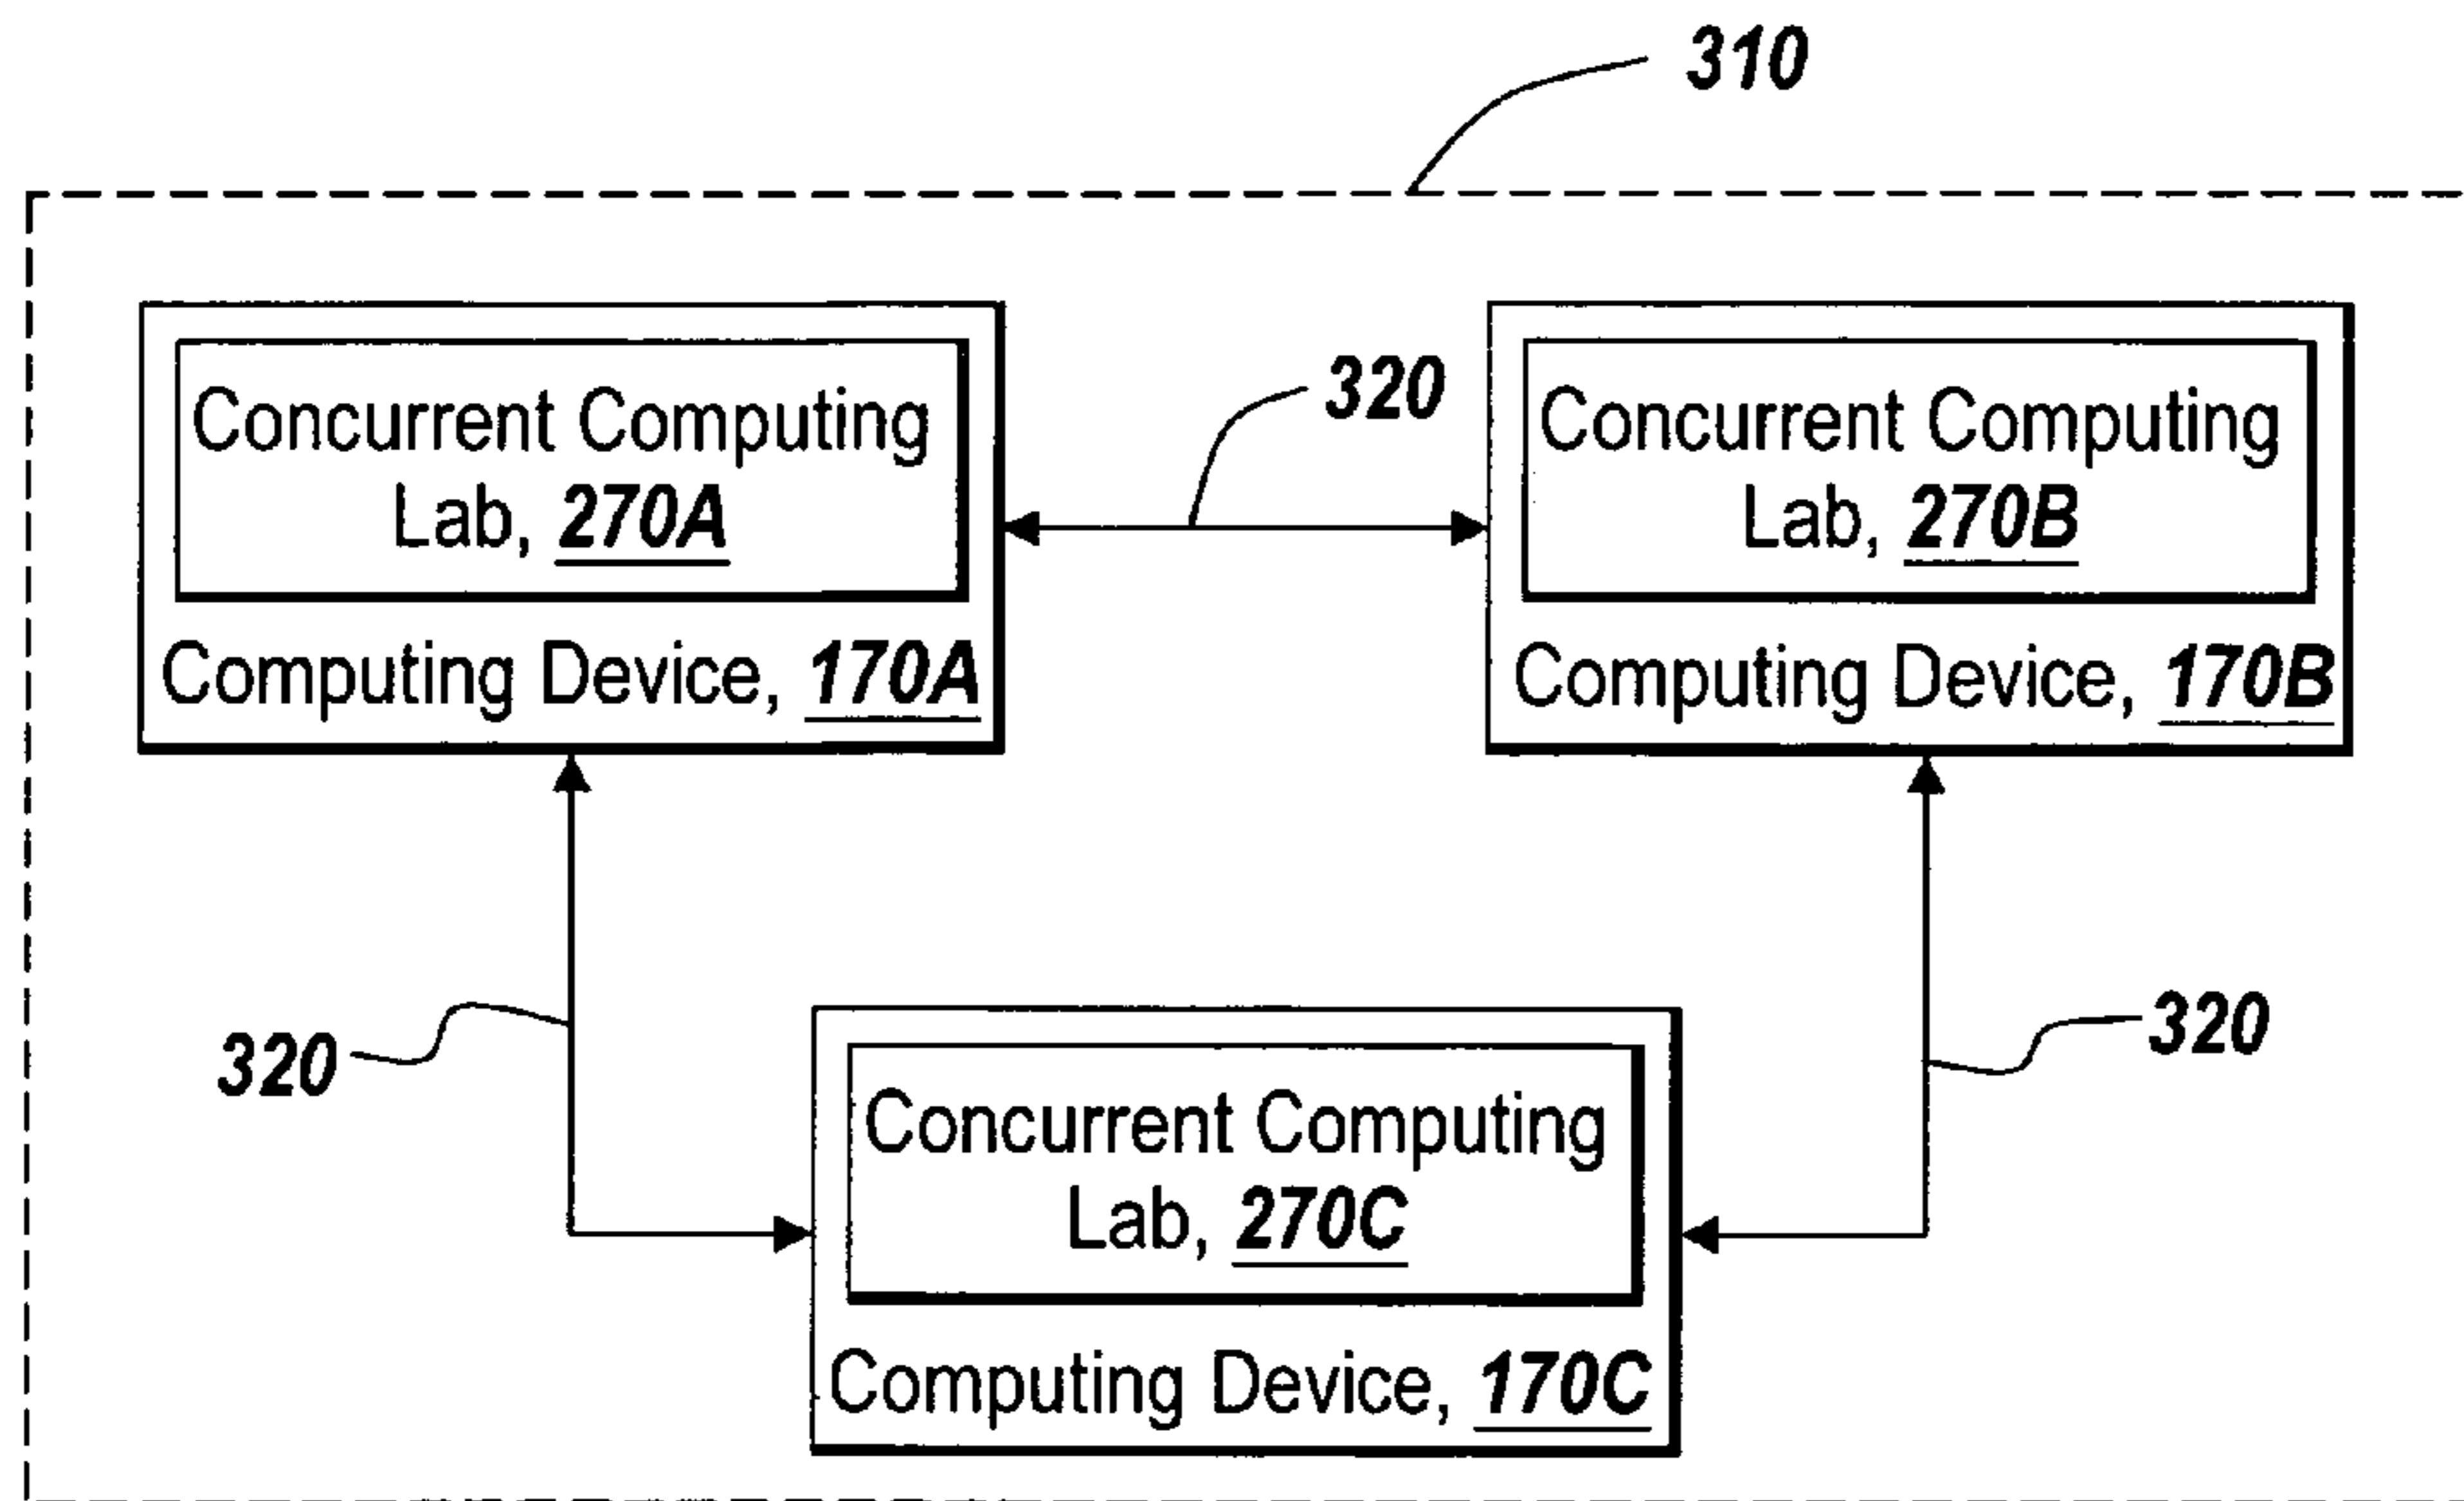 310
Concurrent Computing
Lab, 270A
Computing Device, 170A
320
Concurrent Computing
Lab, 270B
Computing Device, 170B
320
Concurrent Computing
Lab, 270C
Computing Device, 170C
320